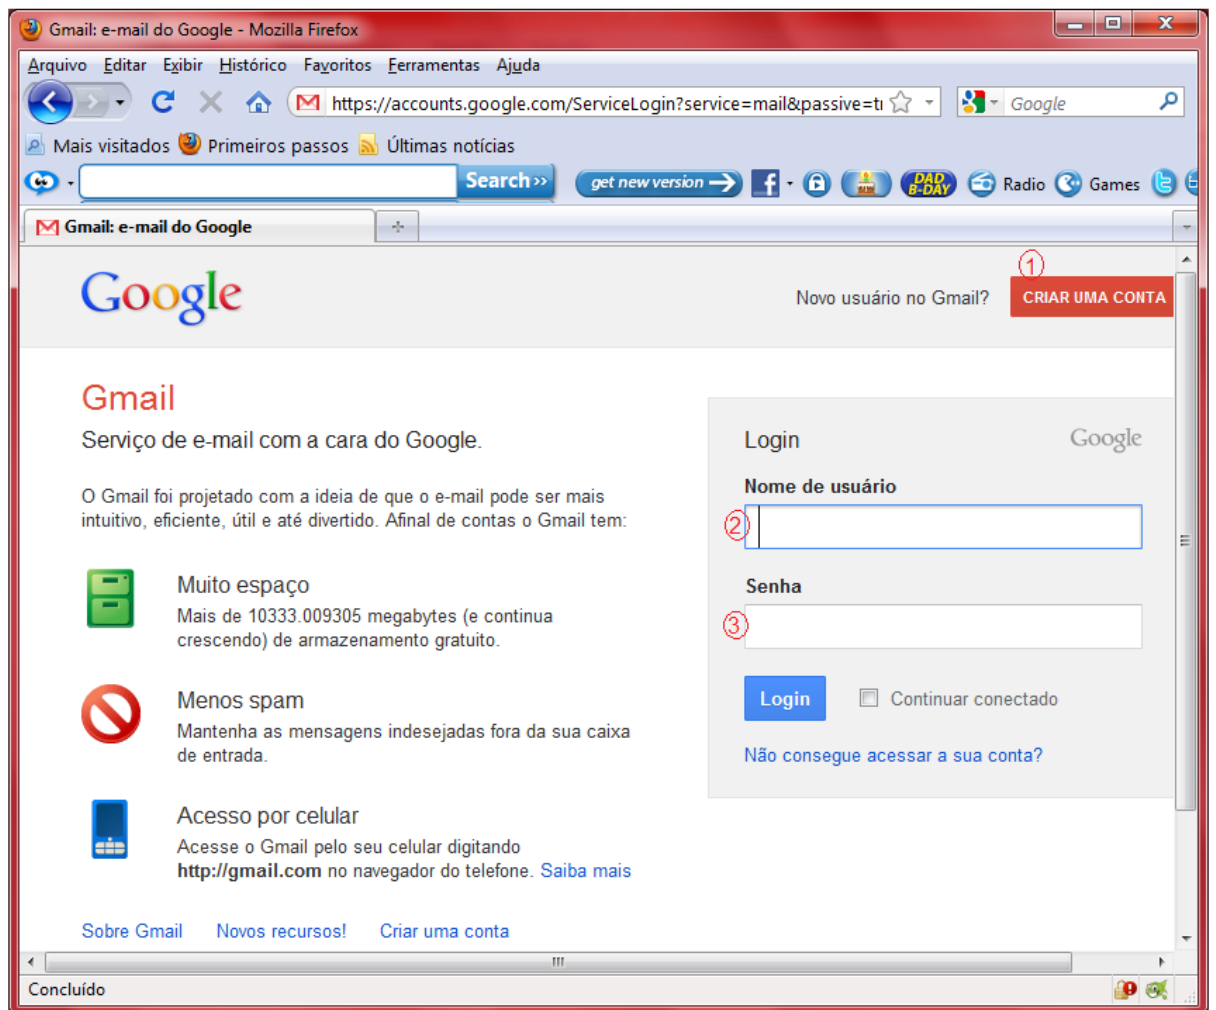 Gmail: e-mail do Google - Mozilla Firefox
Arquivo Editar Exibir Histórico Favoritos Ferramentas Ajuda
https://accounts.google.com/ServiceLogin?service=mail&passive=tr Google
Mais visitados Primeiros passos Últimas notícias
Search >> get new version DAD B-DAY Radio Games
Gmail: e-mail do Google
1
Google Novo usuário no Gmail? CRIAR UMA CONTA
Gmail
Serviço de e-mail com a cara do Google.
O Gmail foi projetado com a ideia de que o e-mail pode ser mais
intuitivo, eficiente, útil e até divertido. Afinal de contas o Gmail tem:
Muito espaço
Mais de 10333.009305 megabytes (e continua
crescendo) de armazenamento gratuito.
Menos spam
Mantenha as mensagens indesejadas fora da sua caixa
de entrada.
Acesso por celular
Acesse o Gmail pelo seu celular digitando
http://gmail.com no navegador do telefone. Saiba mais
Sobre Gmail Novos recursos! Criar uma conta
Login Google
Nome de usuário
2
Senha
3
Login Continuar conectado
Não consegue acessar a sua conta?
Concluído